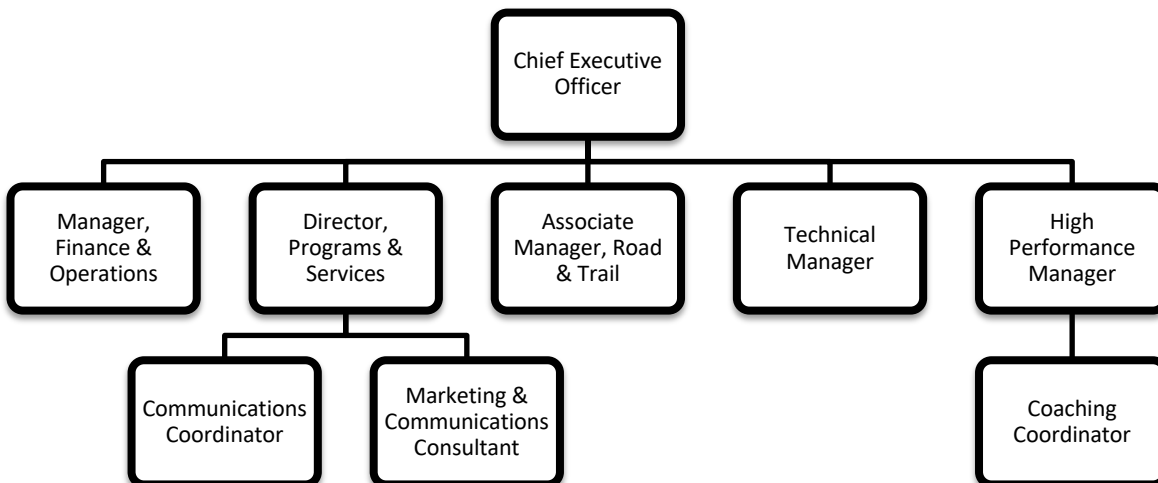 Chief Executive
Officer
Manager,
Finance &
Operations
Director,
Programs &
Services
Associate
Manager, Road
& Trail
Technical
Manager
High
Performance
Manager
Communications
Coordinator
Marketing &
Communications
Consultant
Coaching
Coordinator